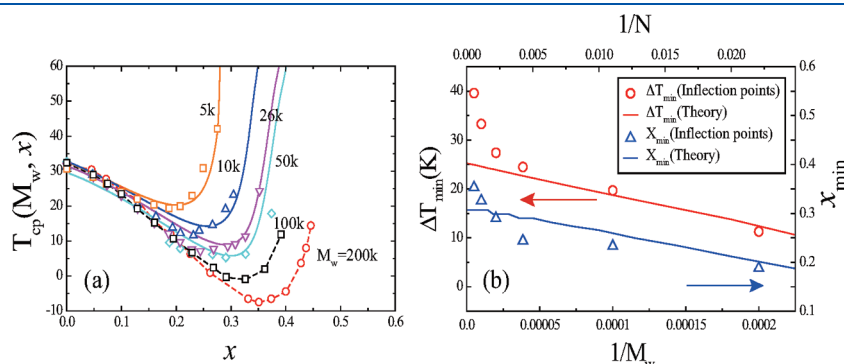 1/N
0.000 0.005 0.010 0.015 0.020
60
50
40
30
20
10
0
-10
T_cp(M_w, x)
5k
26k
10k
50k
100k
M_w=200k
(a)
0.0 0.1 0.2 0.3 0.4 0.5 0.6
x
40
30
20
10
0
ΔT_min(K)
ΔT_min(Inflection points)
ΔT_min(Theory)
X_min(Inflection points)
X_min(Theory)
(b)
0.6
0.5
0.4
0.3
0.2
0.1
x_min
0.00005 0.0001 0.00015 0.0002
1/M_w